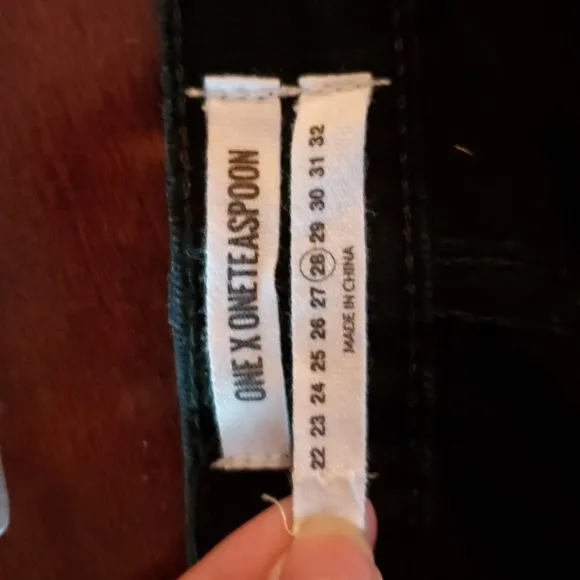 ONE X ONETEASPOON
22 23 24 25 26 27 28 29 30 31 32
MADE IN CHINA